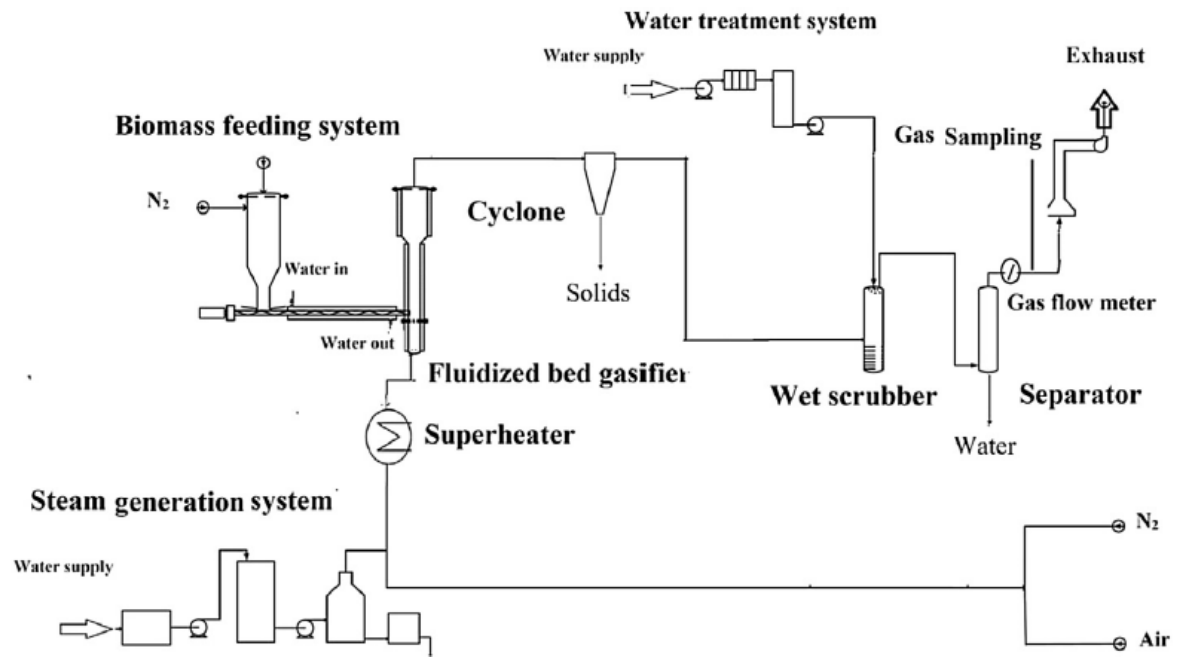 Water treatment system
Water supply
Exhaust
Biomass feeding system
Gas Sampling
N₂
Cyclone
Water in
Solids
Gas flow meter
Water out
Fluidized bed gasifier
Wet scrubber
Separator
Superheater
Water
Steam generation system
N₂
Water supply
Air